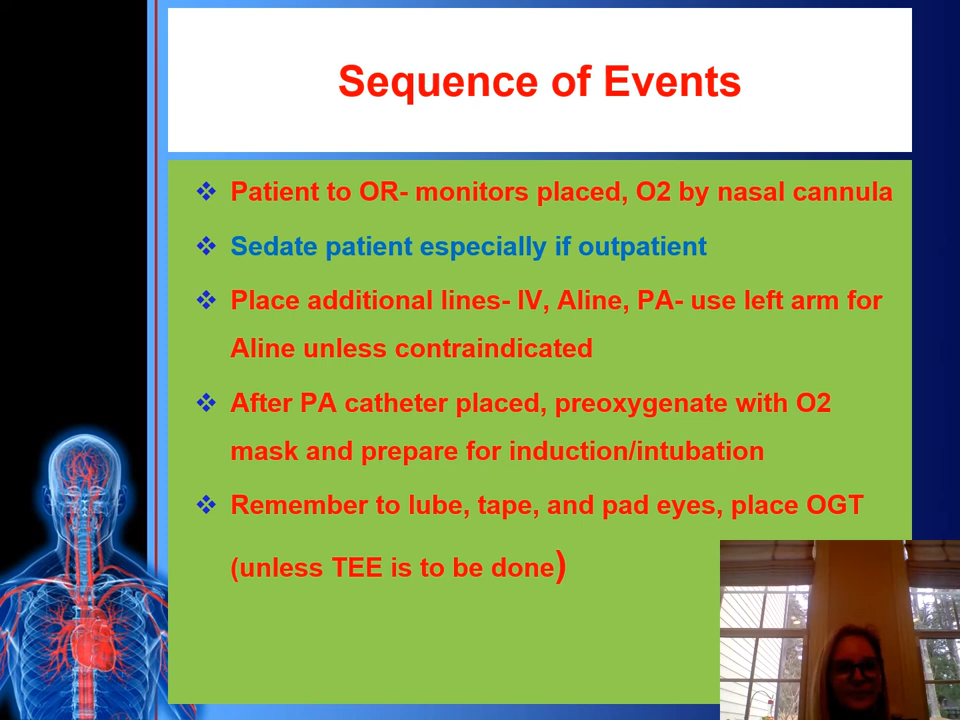 Sequence of Events
Patient to OR- monitors placed, O2 by nasal cannula
Sedate patient especially if outpatient
Place additional lines- IV, Aline, PA- use left arm for
Aline unless contraindicated
After PA catheter placed, preoxygenate with O2
mask and prepare for induction/intubation
Remember to lube, tape, and pad eyes, place OGT
(unless TEE is to be done)